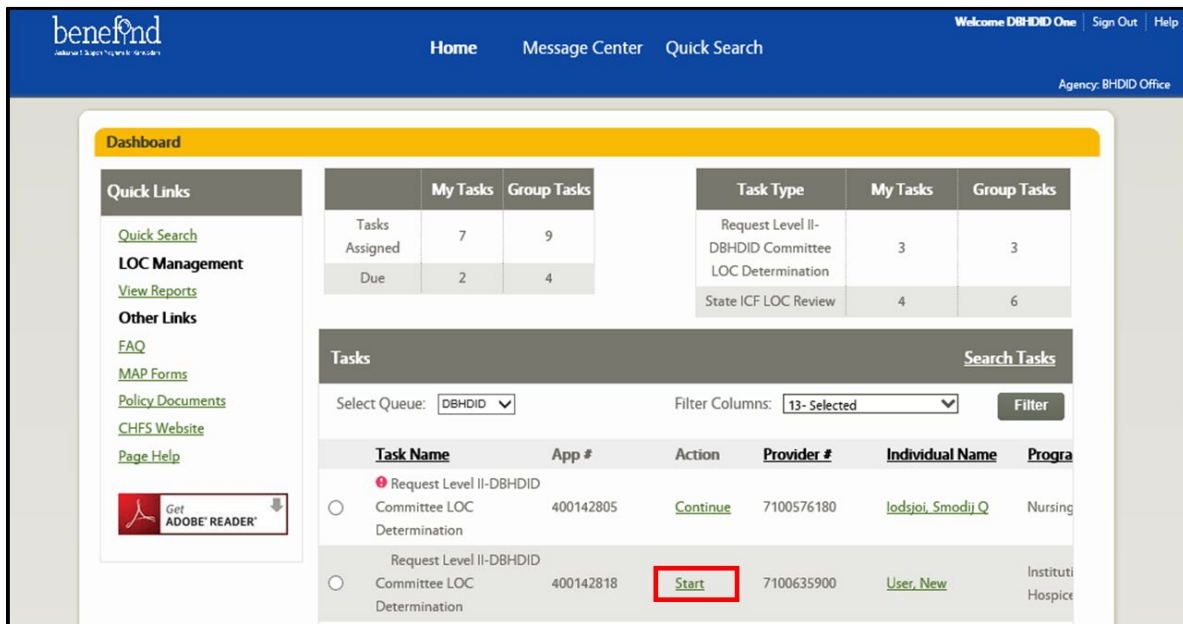 benefind
Welcome DBHDID One | Sign Out | Help
Home Message Center Quick Search
Agency: BHDID Office
Dashboard
Quick Links
Quick Search
LOC Management
View Reports
Other Links
FAQ
MAP Forms
Policy Documents
CHFS Website
Page Help
Get
ADOBE® READER®
My Tasks Group Tasks
Tasks Assigned 7 9
Due 2 4
Task Type My Tasks Group Tasks
Request Level II-
DBHDID Committee 3 3
LOC Determination
State ICF LOC Review 4 6
Tasks Search Tasks
Select Queue: DBHDID Filter Columns: 13- Selected Filter
Task Name App # Action Provider # Individual Name Progra
Request Level II-DBHDID
Committee LOC 400142805 Continue 7100576180 Iodsjoi, Smodij Q Nursing
Determination
Request Level II-DBHDID
Committee LOC 400142818 Start 7100635900 User, New Instituti
Determination Hospice